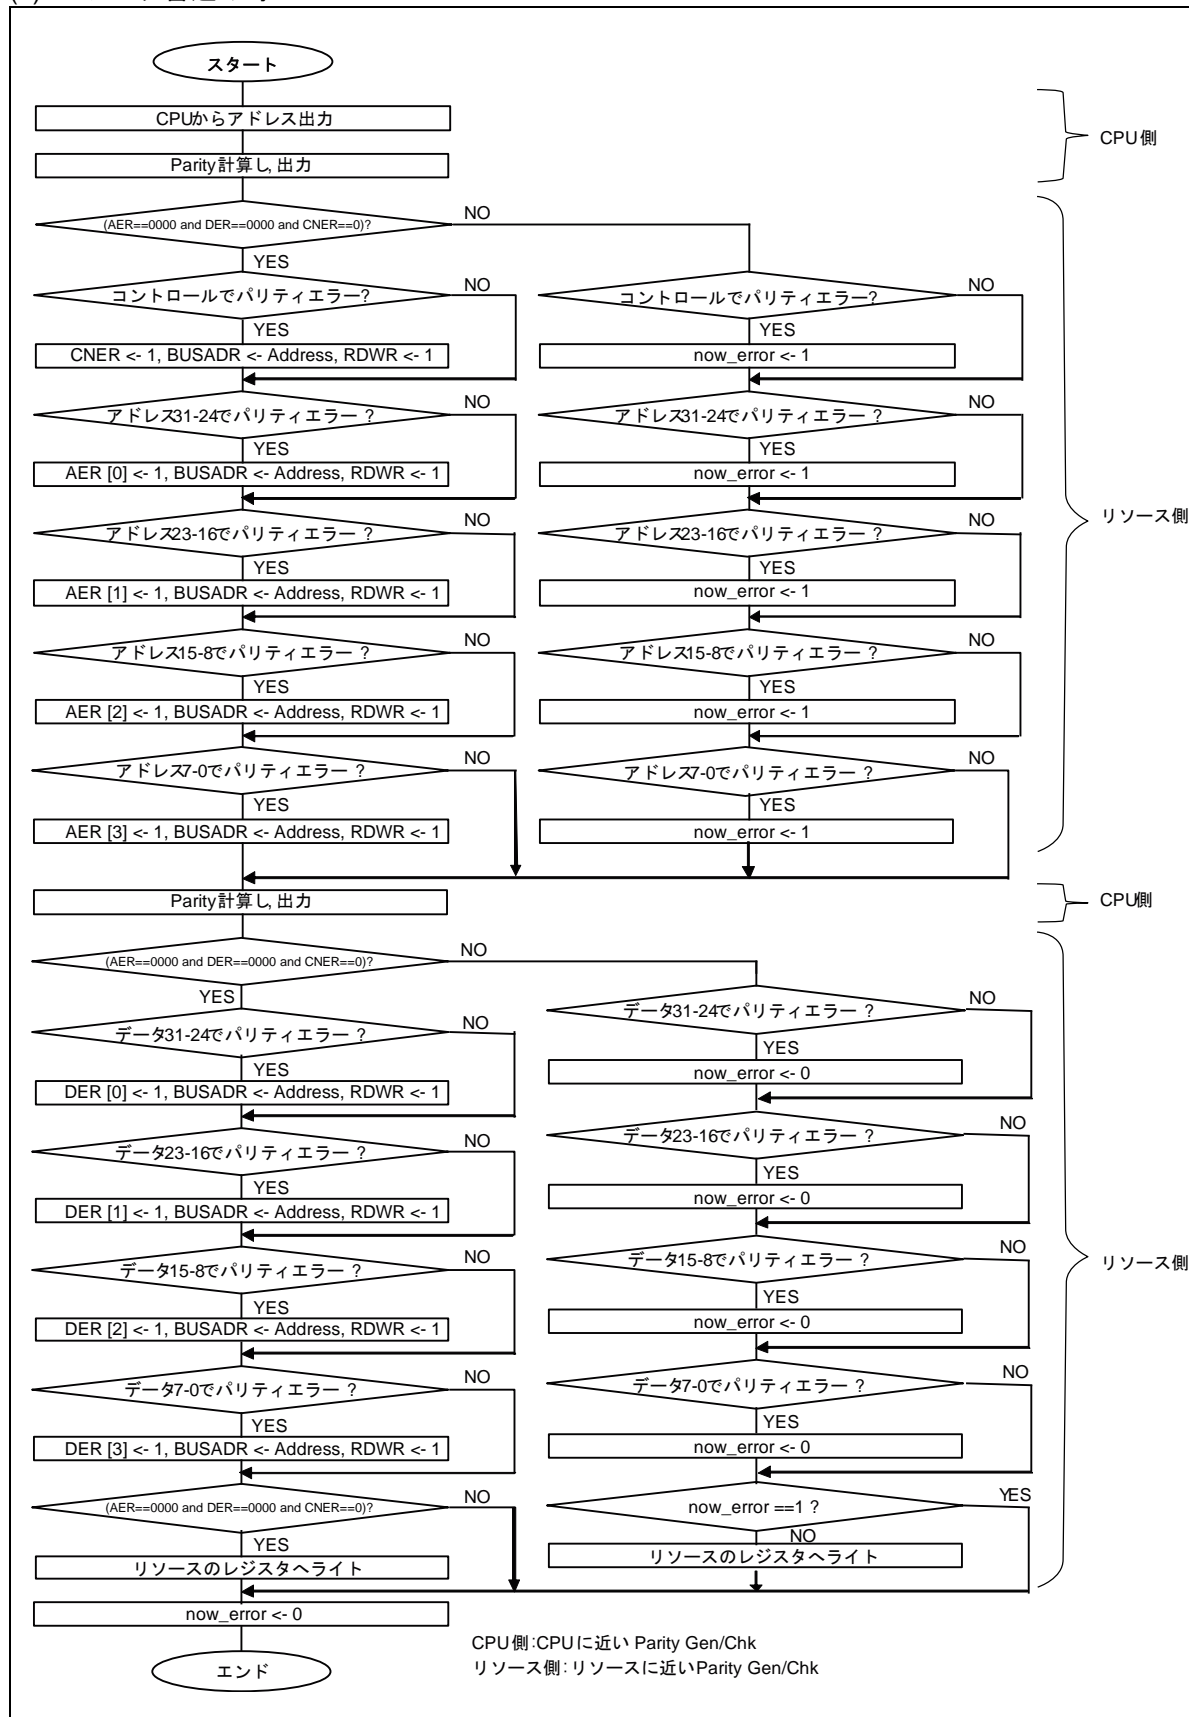 スタート
CPUからアドレス出力
Parity計算し, 出力
CPU側
(AER==0000 and DER==0000 and CNER==0)?
NO
YES
コントロールでパリティエラー?
NO
コントロールでパリティエラー?
NO
YES
YES
CNER <- 1, BUSADR <- Address, RDWR <- 1
now_error <- 1
アドレス31-24でパリティエラー ?
NO
アドレス31-24でパリティエラー ?
NO
YES
YES
AER [0] <- 1, BUSADR <- Address, RDWR <- 1
now_error <- 1
リソース側
アドレス23-16でパリティエラー ?
NO
アドレス23-16でパリティエラー ?
NO
YES
YES
AER [1] <- 1, BUSADR <- Address, RDWR <- 1
now_error <- 1
アドレス15-8でパリティエラー ?
NO
アドレス15-8でパリティエラー ?
NO
YES
YES
AER [2] <- 1, BUSADR <- Address, RDWR <- 1
now_error <- 1
アドレス7-0でパリティエラー ?
NO
アドレス7-0でパリティエラー ?
NO
YES
YES
AER [3] <- 1, BUSADR <- Address, RDWR <- 1
now_error <- 1
Parity計算し, 出力
CPU側
(AER==0000 and DER==0000 and CNER==0)?
NO
YES
データ31-24でパリティエラー ?
NO
データ31-24でパリティエラー ?
NO
YES
YES
DER [0] <- 1, BUSADR <- Address, RDWR <- 1
now_error <- 0
データ23-16でパリティエラー ?
NO
データ23-16でパリティエラー ?
NO
YES
YES
DER [1] <- 1, BUSADR <- Address, RDWR <- 1
now_error <- 0
データ15-8でパリティエラー ?
NO
データ15-8でパリティエラー ?
NO
リソース側
YES
YES
DER [2] <- 1, BUSADR <- Address, RDWR <- 1
now_error <- 0
データ7-0でパリティエラー ?
NO
データ7-0でパリティエラー ?
NO
YES
YES
DER [3] <- 1, BUSADR <- Address, RDWR <- 1
now_error <- 0
(AER==0000 and DER==0000 and CNER==0)?
NO
now_error ==1 ?
YES
YES
NO
リソースのレジスタへライト
リソースのレジスタへライト
now_error <- 0
エンド
CPU側:CPUに近い Parity Gen/Chk
リソース側:リソースに近いParity Gen/Chk